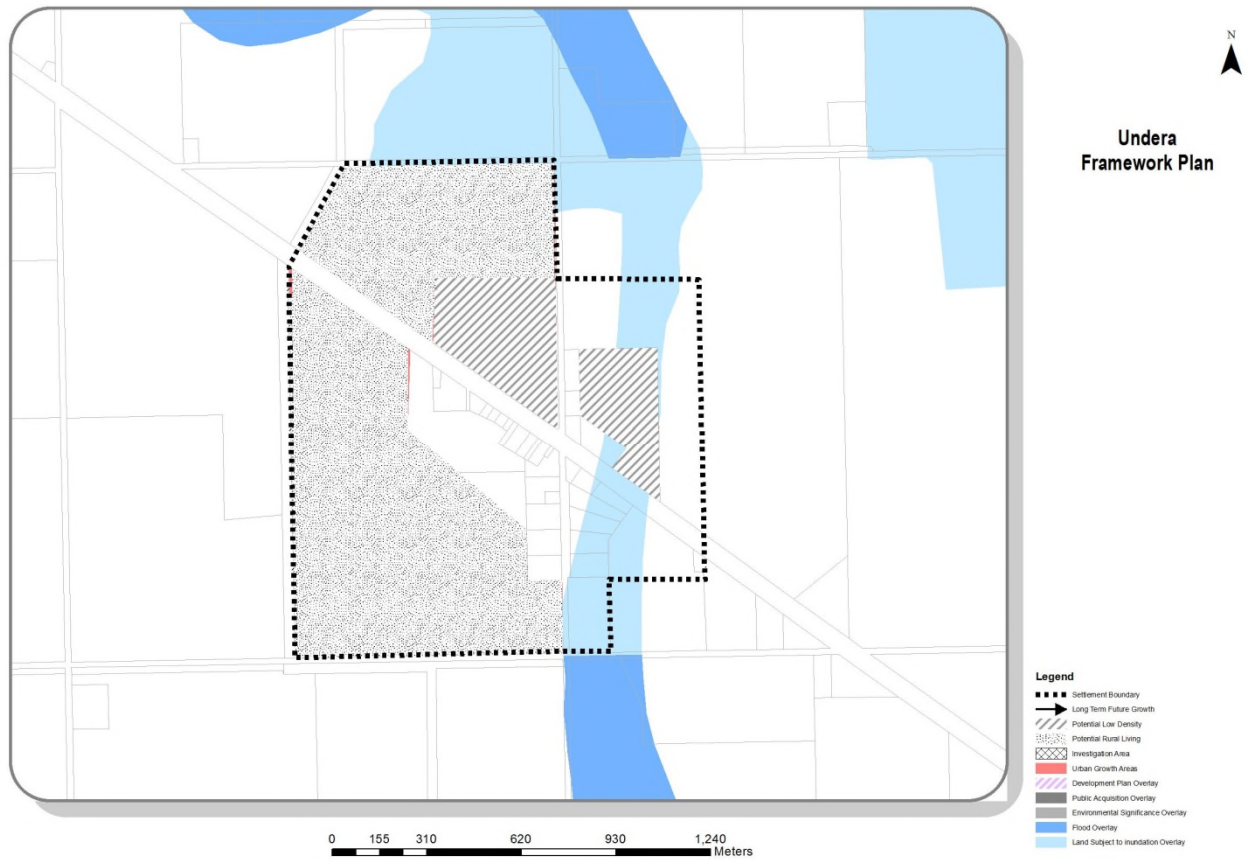 N
Undera
Framework Plan
Legend
Settlement Boundary
Long Term Future Growth
Potential Low Density
Potential Rural Living
Investigation Area
Urban Growth Areas
Development Plan Overlay
Public Acquisition Overlay
Environmental Significance Overlay
Flood Overlay
Land Subject to inundation Overlay
0 155 310 620 930 1,240
Meters